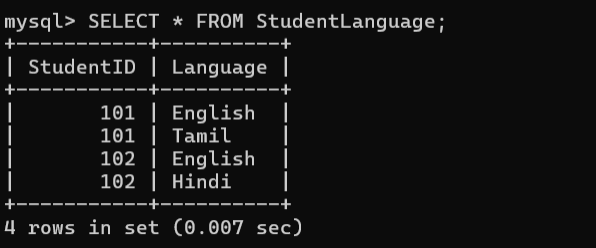 mysql> SELECT * FROM StudentLanguage;
+-----------+----------+
| StudentID | Language |
+-----------+----------+
|       101 | English  |
|       101 | Tamil    |
|       102 | English  |
|       102 | Hindi    |
+-----------+----------+
4 rows in set (0.007 sec)